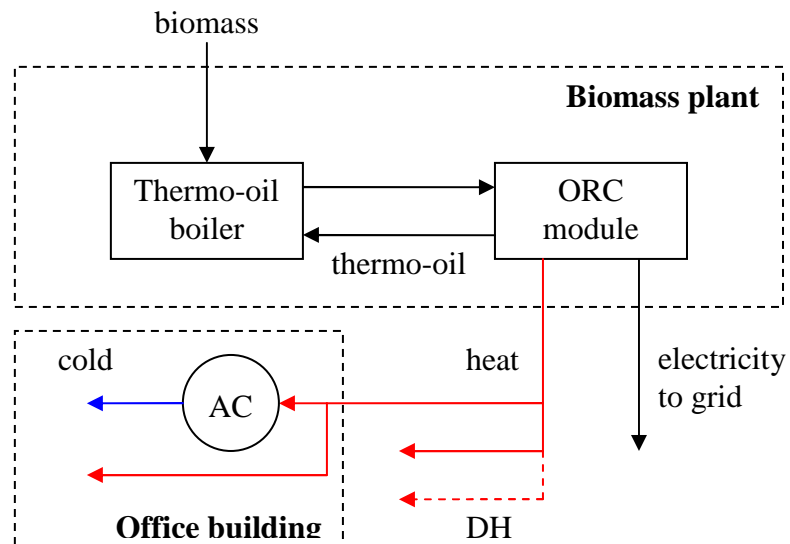 biomass
Biomass plant
Thermo-oil
boiler
ORC
module
thermo-oil
cold
heat
electricity
to grid
AC
Office building
DH